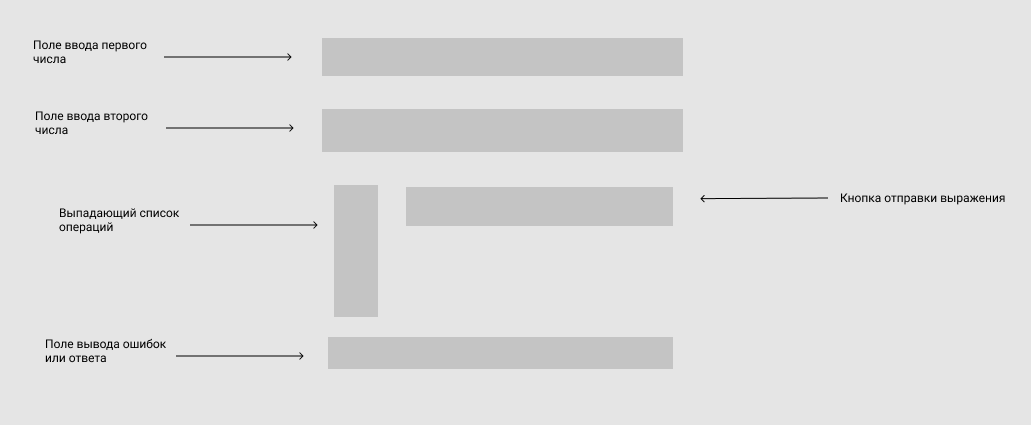 Поле ввода первого
числа
Поле ввода второго
числа
Кнопка отправки выражения
Выпадающий список
операций
Поле вывода ошибок
или ответа